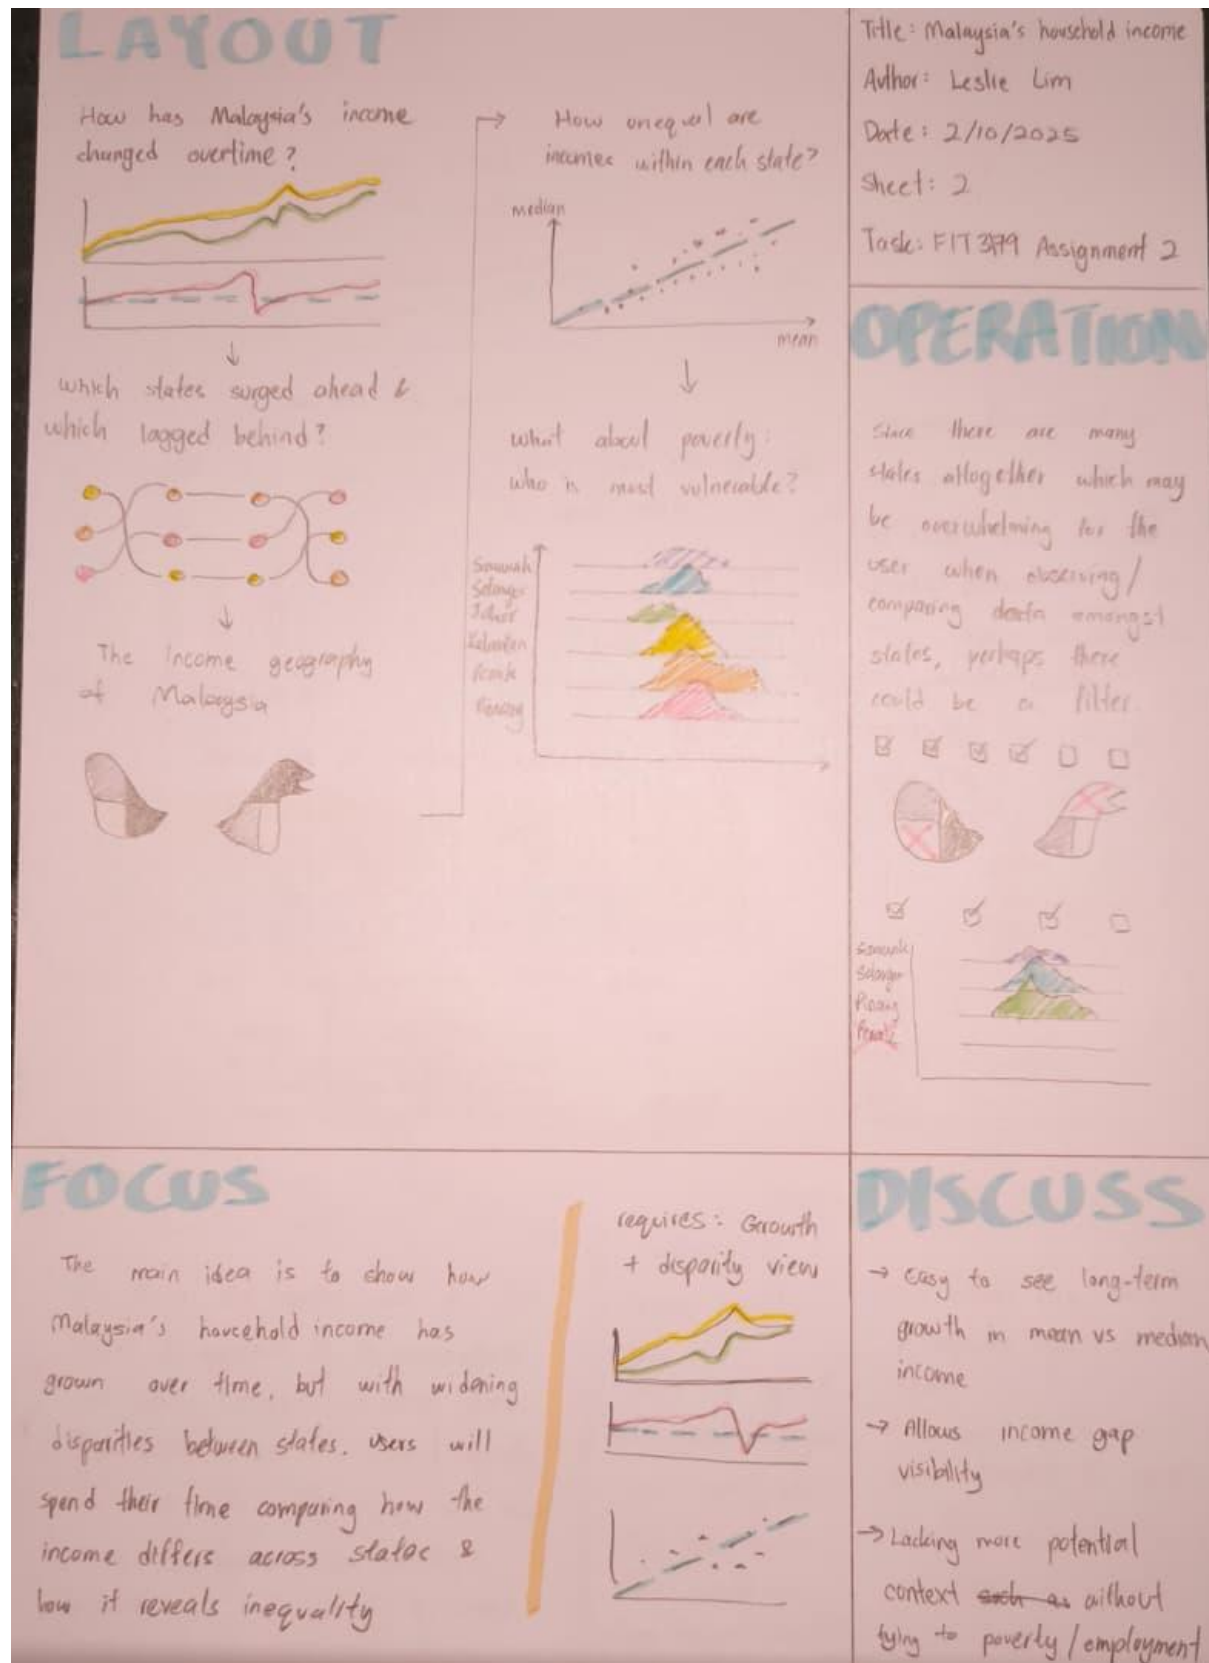 LAYOUT
How has Malaysia's income
changed overtime?
which states surged ahead &
which lagged behind?
The Income geography
of Malaysia
How unequal are
incomes within each state?
median
mean
what about poverty:
who is most vulnerable?
Sarawak
Selangor
Johor
Kelantan
Perak
Penang
Title: Malaysia's household income
Author: Leslie Lim
Date: 2/10/2025
Sheet: 2
Task: FIT3179 Assignment 2
OPERATION
Since there are many
states altogether which may
be overwhelming for the
user when observing/
comparing data amongst
states, perhaps there
could be a filter.
Sarawak
Selangor
Pinang
Perak
FOCUS
The main idea is to show how
Malaysia's household income has
grown over time, but with widening
disparities between states. users will
spend their time comparing how the
income differs across states &
how it reveals inequality
requires: Growth
+ disparity view
DISCUSS
→ Easy to see long-term
growth in mean vs median
income
→ Allows income gap
visibility
→ Lacking more potential
context such as without
tying to poverty/employment